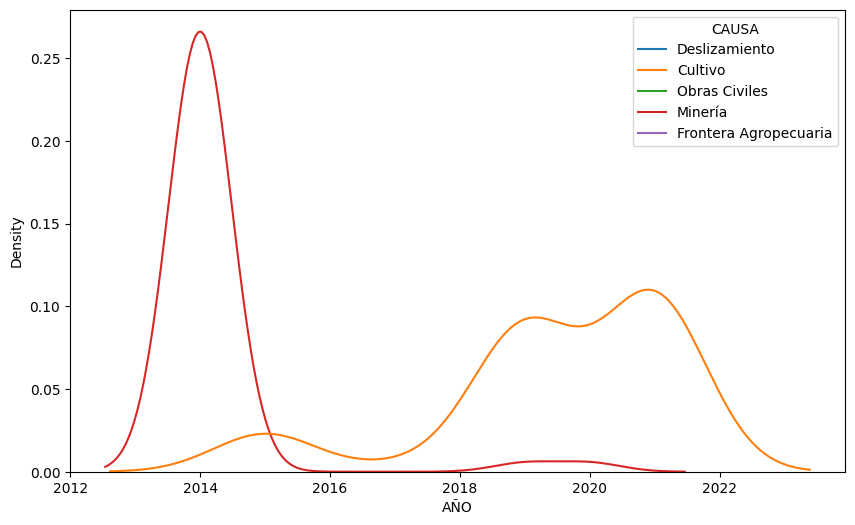 CAUSA
Deslizamiento
Cultivo
Obras Civiles
Minería
Frontera Agropecuaria
0.25
0.20
0.15
0.10
0.05
0.00
Density
2012 2014 2016 2018 2020 2022
AÑO